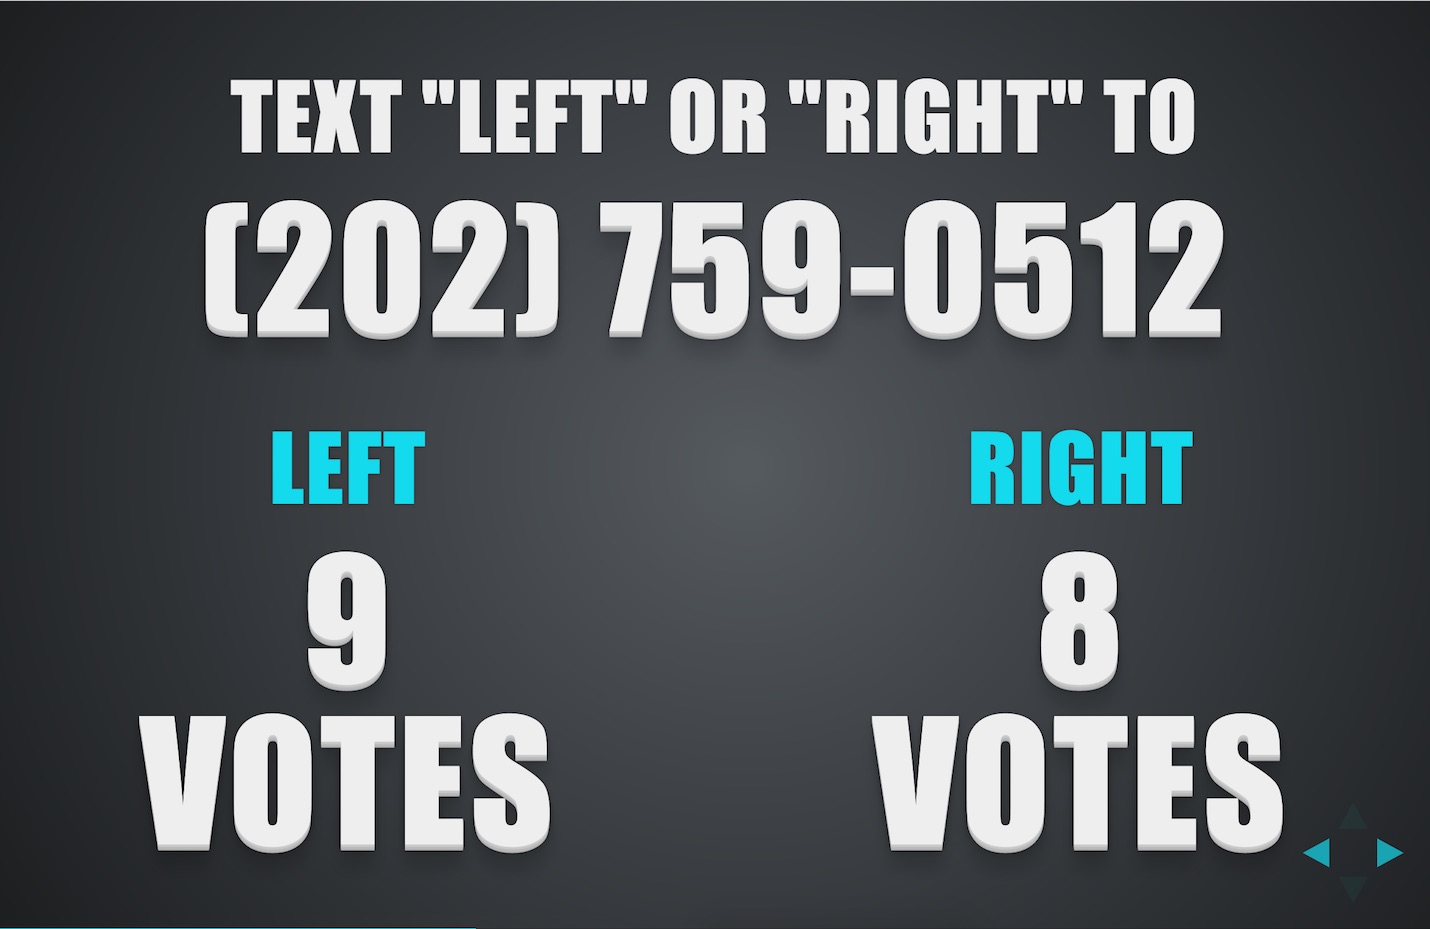 TEXT "LEFT" OR "RIGHT" TO
(202) 759-0512
LEFT
9
VOTES
RIGHT
8
VOTES